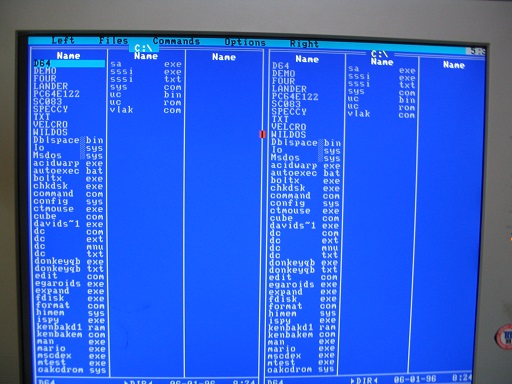 Left Files Commands Options Right
C:\ C:\
Name Name Name Name Name Name
D64 sa exe D64 sa exe
DEMO sssi exe DEMO sssi exe
FOUR sssi txt FOUR sssi txt
LANDER sys com LANDER sys com
PC64E122 uc bin PC64E122 uc bin
SC083 uc rom SC083 uc rom
SPECCY vlak com SPECCY vlak com
TXT TXT
VELCRO VELCRO
WILDOS WILDOS
Dblspace bin Dblspace bin
Io sys Io sys
Msdos sys Msdos sys
acidwarp exe acidwarp exe
autoexec bat autoexec bat
boltx exe boltx exe
chkdsk exe chkdsk exe
command com command com
config sys config sys
ctmouse exe ctmouse exe
cube com cube com
davids~1 exe davids~1 exe
dc com dc com
dc ext dc ext
dc mnu dc mnu
dc txt dc txt
donkeyqb exe donkeyqb exe
donkeyqb txt donkeyqb txt
edit com edit com
egaroids exe egaroids exe
expand exe expand exe
fdisk exe fdisk exe
format com format com
himem sys himem sys
ispy exe ispy exe
kenbakd1 ram kenbakd1 ram
kenbakem com kenbakem com
man exe man exe
mario exe mario exe
mscdex exe mscdex exe
mtest exe mtest exe
oakcdrom sys oakcdrom sys
D64 ►DIR◄ 06-01-96 0:24 D64 ►DIR◄ 06-01-96 0:24